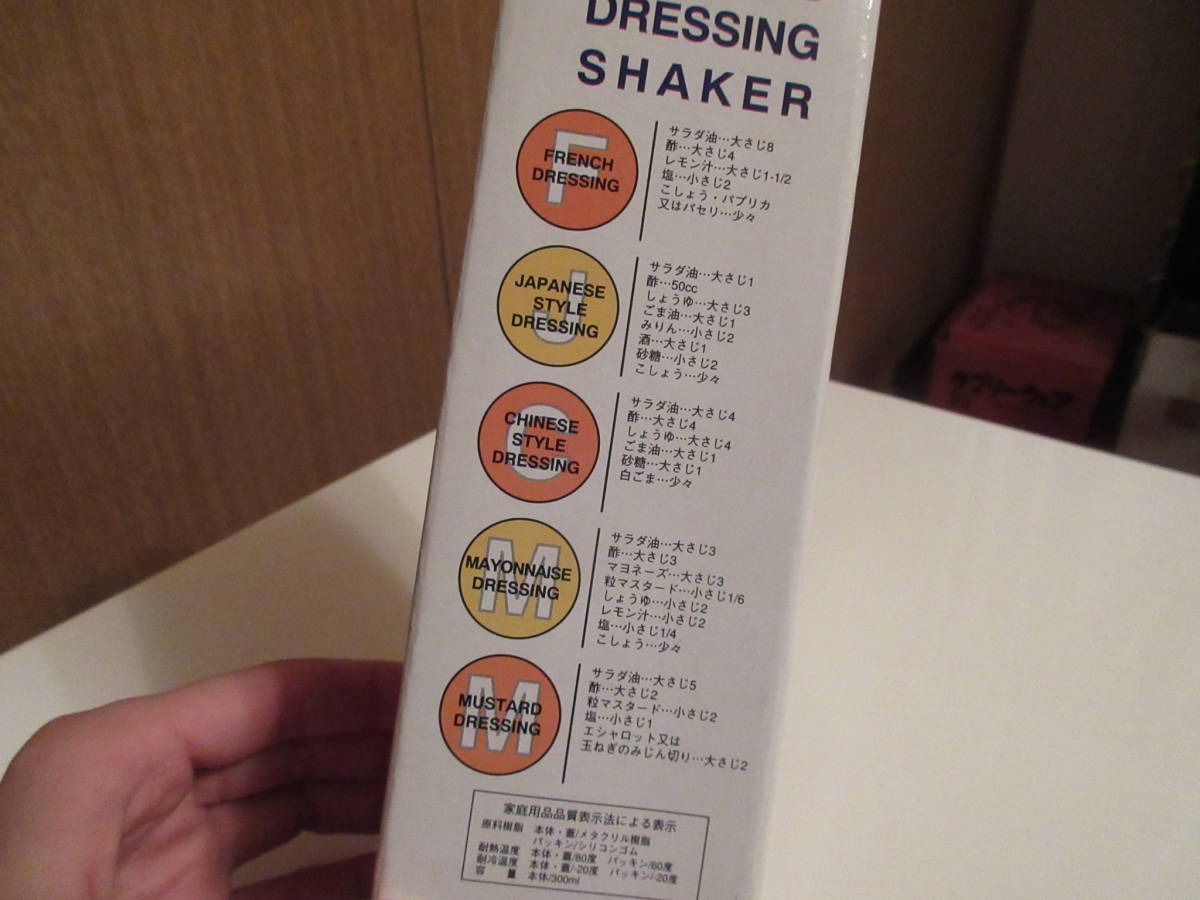 DRESSING
SHAKER
F
FRENCH
DRESSING
サラダ油…大さじ8
酢…大さじ4
レモン汁…大さじ1-1/2
塩…小さじ2
こしょう・パプリカ
又はパセリ…少々
J
JAPANESE
STYLE
DRESSING
サラダ油…大さじ1
酢…50cc
しょうゆ…大さじ3
ごま油…大さじ1
みりん…小さじ2
酒…大さじ1
砂糖…小さじ2
こしょう…少々
C
CHINESE
STYLE
DRESSING
サラダ油…大さじ4
酢…大さじ4
しょうゆ…大さじ4
ごま油…大さじ1
砂糖…大さじ1
白ごま…少々
M
MAYONNAISE
DRESSING
サラダ油…大さじ3
酢…大さじ3
マヨネーズ…大さじ3
粒マスタード…小さじ1/6
しょうゆ…小さじ2
レモン汁…小さじ2
塩…小さじ1/4
こしょう…少々
M
MUSTARD
DRESSING
サラダ油…大さじ5
酢…大さじ2
粒マスタード…小さじ2
塩…小さじ1
エシャロット又は
玉ねぎのみじん切り…大さじ2
家庭用品品質表示法による表示
原料樹脂 本体・蓋/メタクリル樹脂
パッキン/シリコンゴム
耐熱温度 本体・蓋/80度 パッキン/60度
耐冷温度 本体・蓋/-20度 パッキン/-20度
容量 本体/300ml